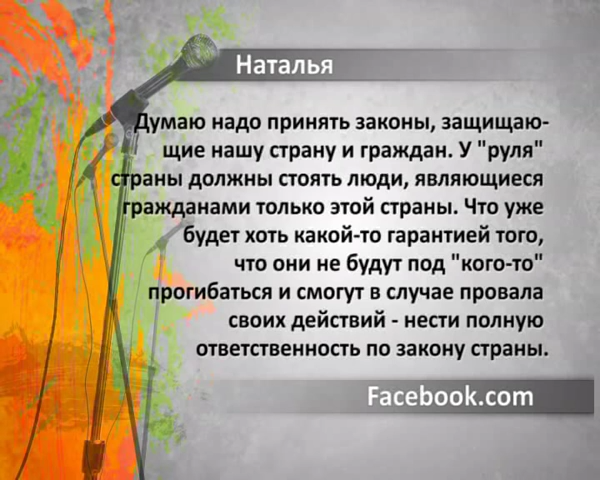 Наталья
Думаю надо принять законы, защищаю-
щие нашу страну и граждан. У "руля"
страны должны стоять люди, являющиеся
гражданами только этой страны. Что уже
будет хоть какой-то гарантией того,
что они не будут под "кого-то"
прогибаться и смогут в случае провала
своих действий - нести полную
ответственность по закону страны.
Facebook.com